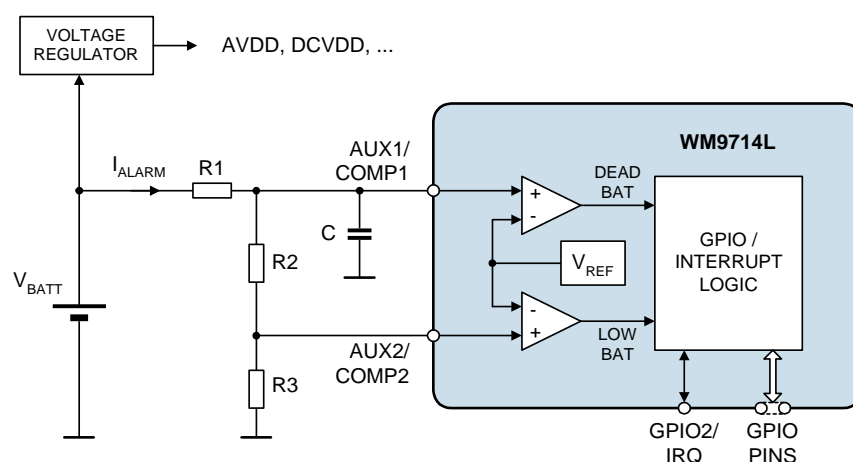 VOLTAGE
REGULATOR
AVDD, DCVDD, ...
WM9714L
I_ALARM
R1
AUX1/
COMP1
DEAD
BAT
+
-
C
R2
V_REF
GPIO /
INTERRUPT
LOGIC
V_BATT
-
+
LOW
BAT
AUX2/
COMP2
R3
GPIO2/
IRQ
GPIO
PINS